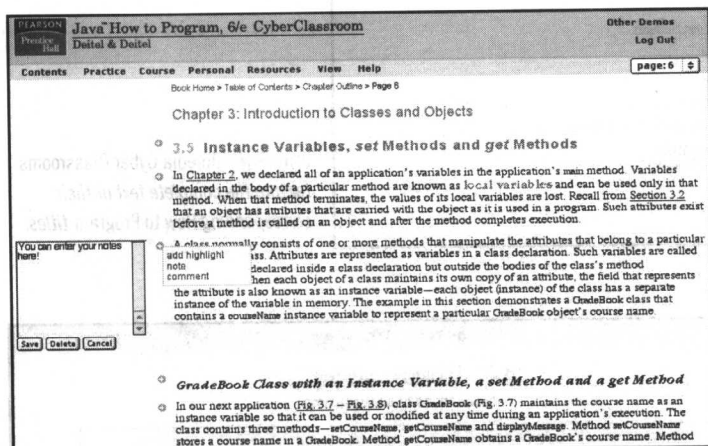 PEARSON
Prentice
Hall
Java™ How to Program, 6/e CyberClassroom
Deitel & Deitel
Other Demos
Log Out
Contents Practice Course Personal Resources View Help
page: 6
Book Home > Table of Contents > Chapter Outline > Page 6
Chapter 3: Introduction to Classes and Objects
3.5 Instance Variables, set Methods and get Methods
In Chapter 2, we declared all of an application's variables in the application's main method. Variables
declared in the body of a particular method are known as local variables and can be used only in that
method. When that method terminates, the values of its local variables are lost. Recall from Section 3.2
that an object has attributes that are carried with the object as it is used in a program. Such attributes exist
before a method is called on an object and after the method completes execution.
You can enter your notes
here!
Save Delete Cancel
add highlight
note
comment
A class normally consists of one or more methods that manipulate the attributes that belong to a particular
ass. Attributes are represented as variables in a class declaration. Such variables are called
declared inside a class declaration but outside the bodies of the class's method
hen each object of a class maintains its own copy of an attribute, the field that represents
the attribute is also known as an instance variable—each object (instance) of the class has a separate
instance of the variable in memory. The example in this section demonstrates a GradeBook class that
contains a courseName instance variable to represent a particular GradeBook object's course name.
GradeBook Class with an Instance Variable, a set Method and a get Method
In our next application (Fig. 3.7 – Fig. 3.8), class GradeBook (Fig. 3.7) maintains the course name as an
instance variable so that it can be used or modified at any time during an application's execution. The
class contains three methods—setCourseName, getCourseName and displayMessage. Method setCourseName
stores a course name in a GradeBook. Method getCourseName obtains a GradeBook's course name. Method